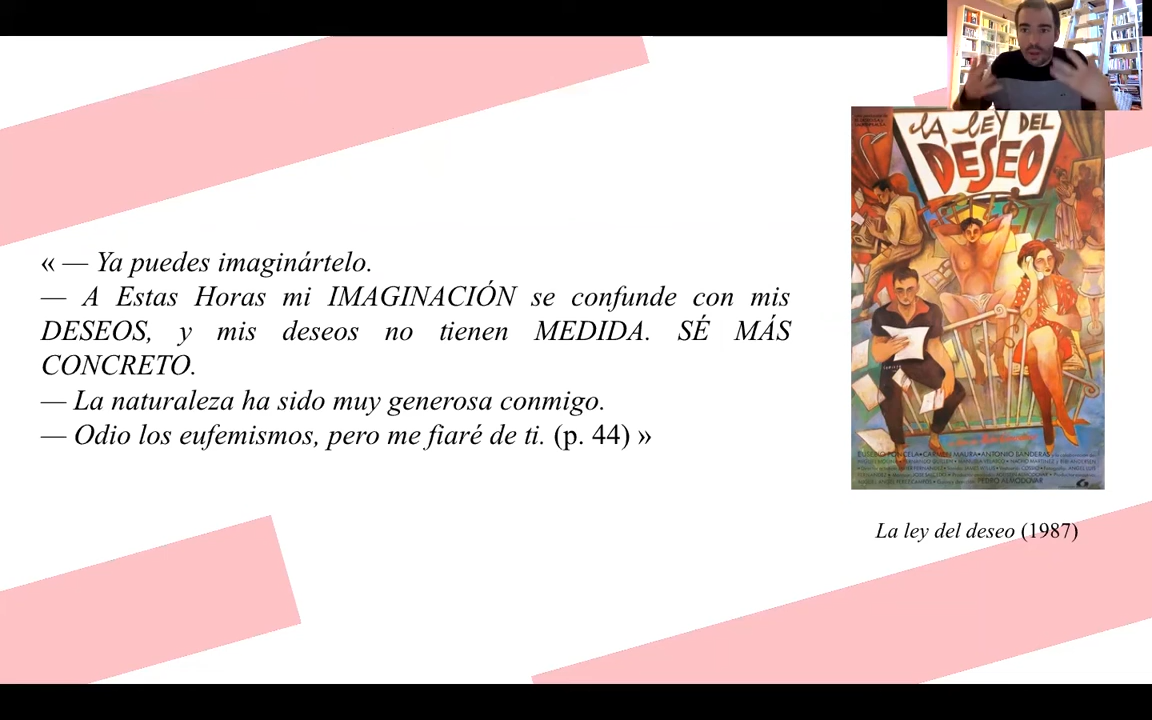 « — Ya puedes imaginártelo.
— A Estas Horas mi IMAGINACIÓN se confunde con mis
DESEOS, y mis deseos no tienen MEDIDA. SÉ MÁS
CONCRETO.
— La naturaleza ha sido muy generosa conmigo.
— Odio los eufemismos, pero me fiaré de ti. (p. 44) »
LA LEY DEL
DESEO
EUSEBIO PONCELA•CARMEN MAURA•ANTONIO BANDERAS
PEDRO ALMODOVAR
La ley del deseo (1987)